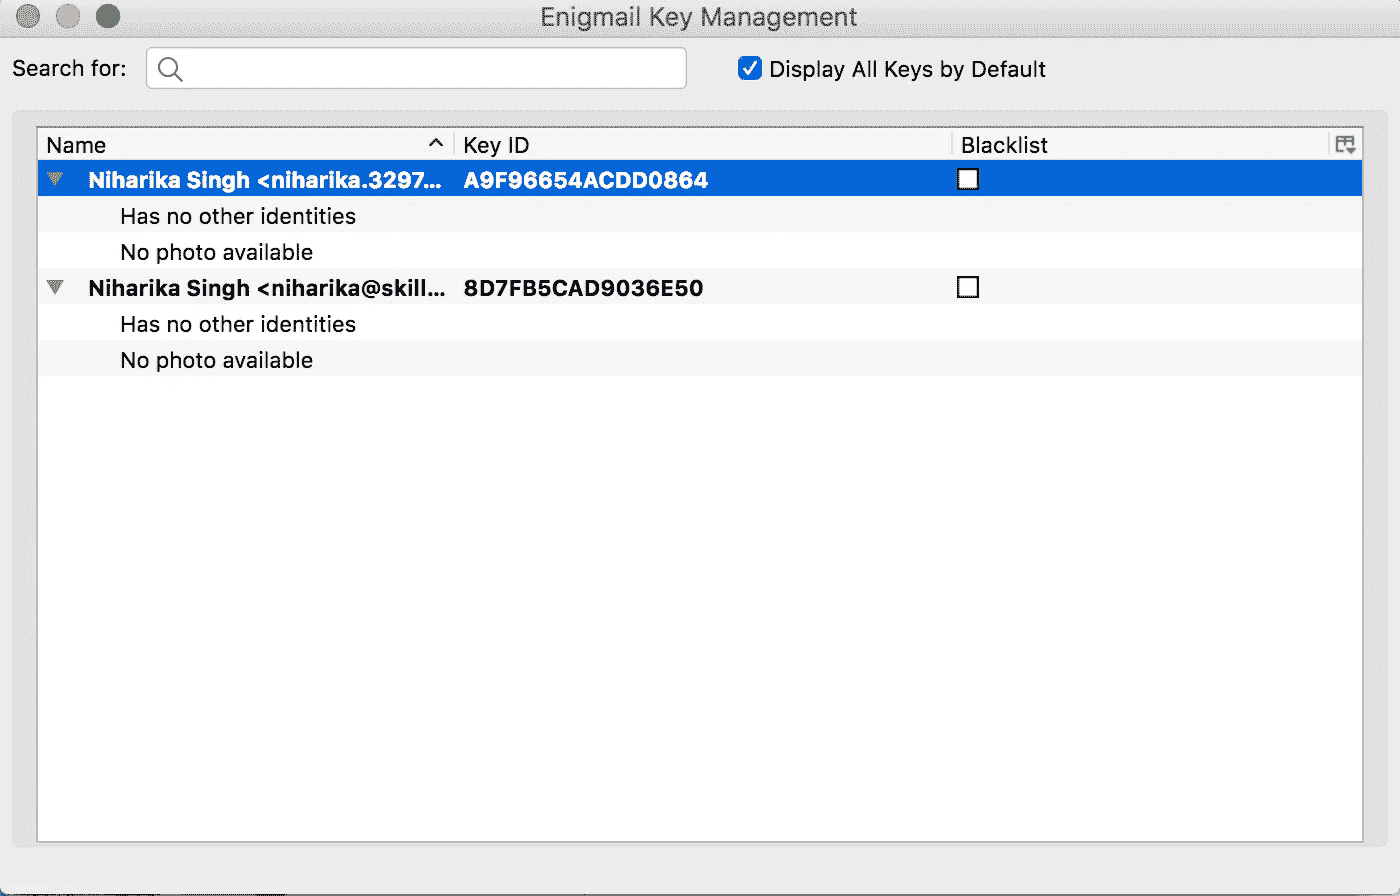 Enigmail Key Management
Search for:
Display All Keys by Default
Name Key ID Blacklist
Niharika Singh <niharika.3297... A9F96654ACDD0864
Has no other identities
No photo available
Niharika Singh <niharika@skill... 8D7FB5CAD9036E50
Has no other identities
No photo available